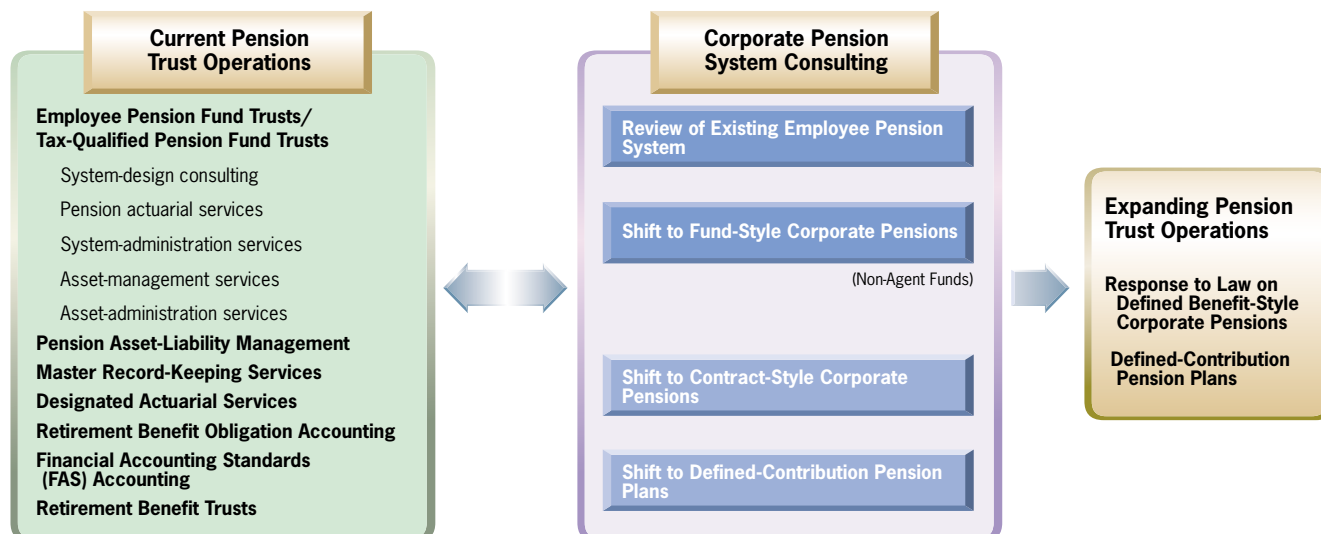 Current Pension
Trust Operations
Employee Pension Fund Trusts/
Tax-Qualified Pension Fund Trusts
System-design consulting
Pension actuarial services
System-administration services
Asset-management services
Asset-administration services
Pension Asset-Liability Management
Master Record-Keeping Services
Designated Actuarial Services
Retirement Benefit Obligation Accounting
Financial Accounting Standards
(FAS) Accounting
Retirement Benefit Trusts
Corporate Pension
System Consulting
Review of Existing Employee Pension
System
Shift to Fund-Style Corporate Pensions
(Non-Agent Funds)
Shift to Contract-Style Corporate
Pensions
Shift to Defined-Contribution Pension
Plans
Expanding Pension
Trust Operations
Response to Law on
Defined Benefit-Style
Corporate Pensions
Defined-Contribution
Pension Plans